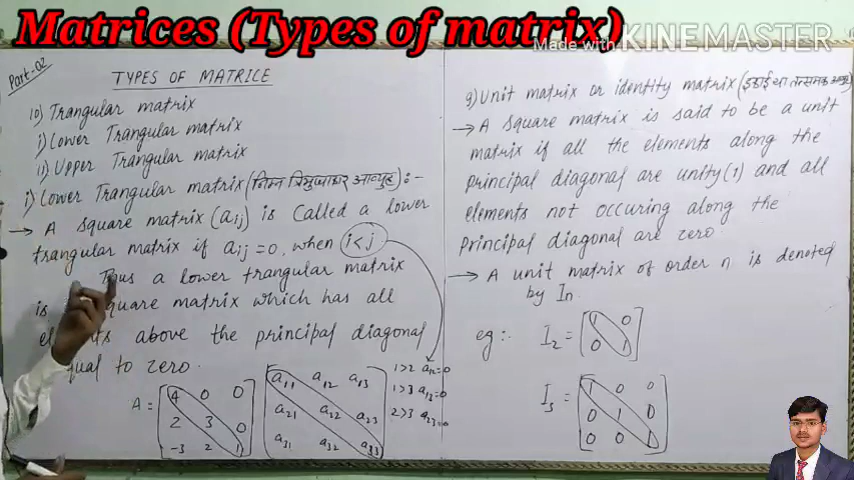 Matrices (Types of matrix)
Made with KINEMASTER
Part-02
TYPES OF MATRICE
10) Trangular matrix
i) Lower Trangular matrix
ii) Upper Trangular matrix
i) Lower Trangular matrix (निम्न त्रिभुजाकार आव्यूह) :-
→ A square matrix (aij) is called a lower
trangular matrix if aij = 0, when i<j
Thus a lower trangular matrix
is square matrix which has all
above the principal diagonal
to zero.
A = [4 0 0
2 3 0
-3 2 1]
[a11 a12 a13
a21 a22 a23
a31 a32 a33]
1>2 a12=0
1>3 a13=0
2>3 a23=0
9) Unit matrix or identity matrix (इकाई या
→ A square matrix is said to be a unit
matrix if all the elements along the
principal diagonal are unity (1) and all
elements not occuring along the
principal diagonal are zero.
→ A unit matrix of order n is denoted
by In.
eg :- I2 = [1 0
0 1]
I3 = [1 0 0
0 1 0
0 0 1]